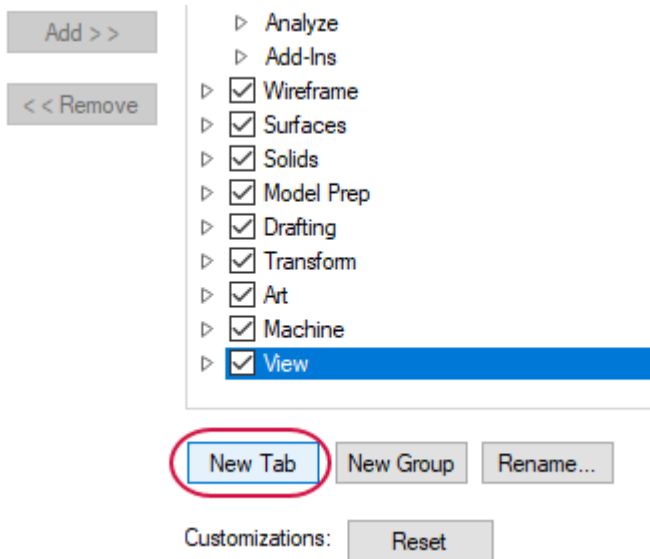 Add > >
< < Remove
Analyze
Add-Ins
Wireframe
Surfaces
Solids
Model Prep
Drafting
Transform
Art
Machine
View
New Tab
New Group
Rename...
Customizations:
Reset